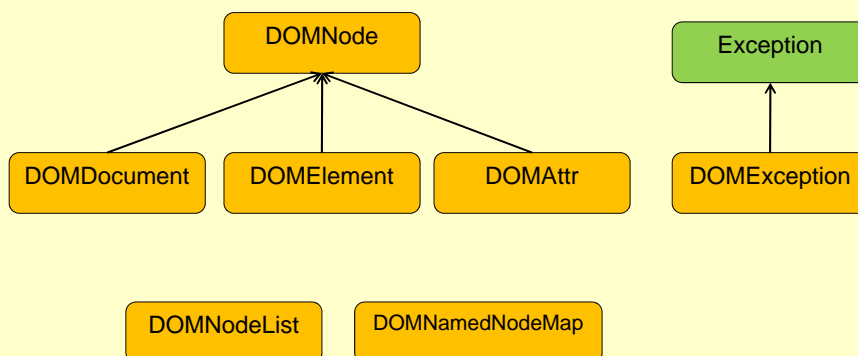 DOMNode
Exception
DOMDocument
DOMElement
DOMAttr
DOMException
DOMNodeList
DOMNamedNodeMap